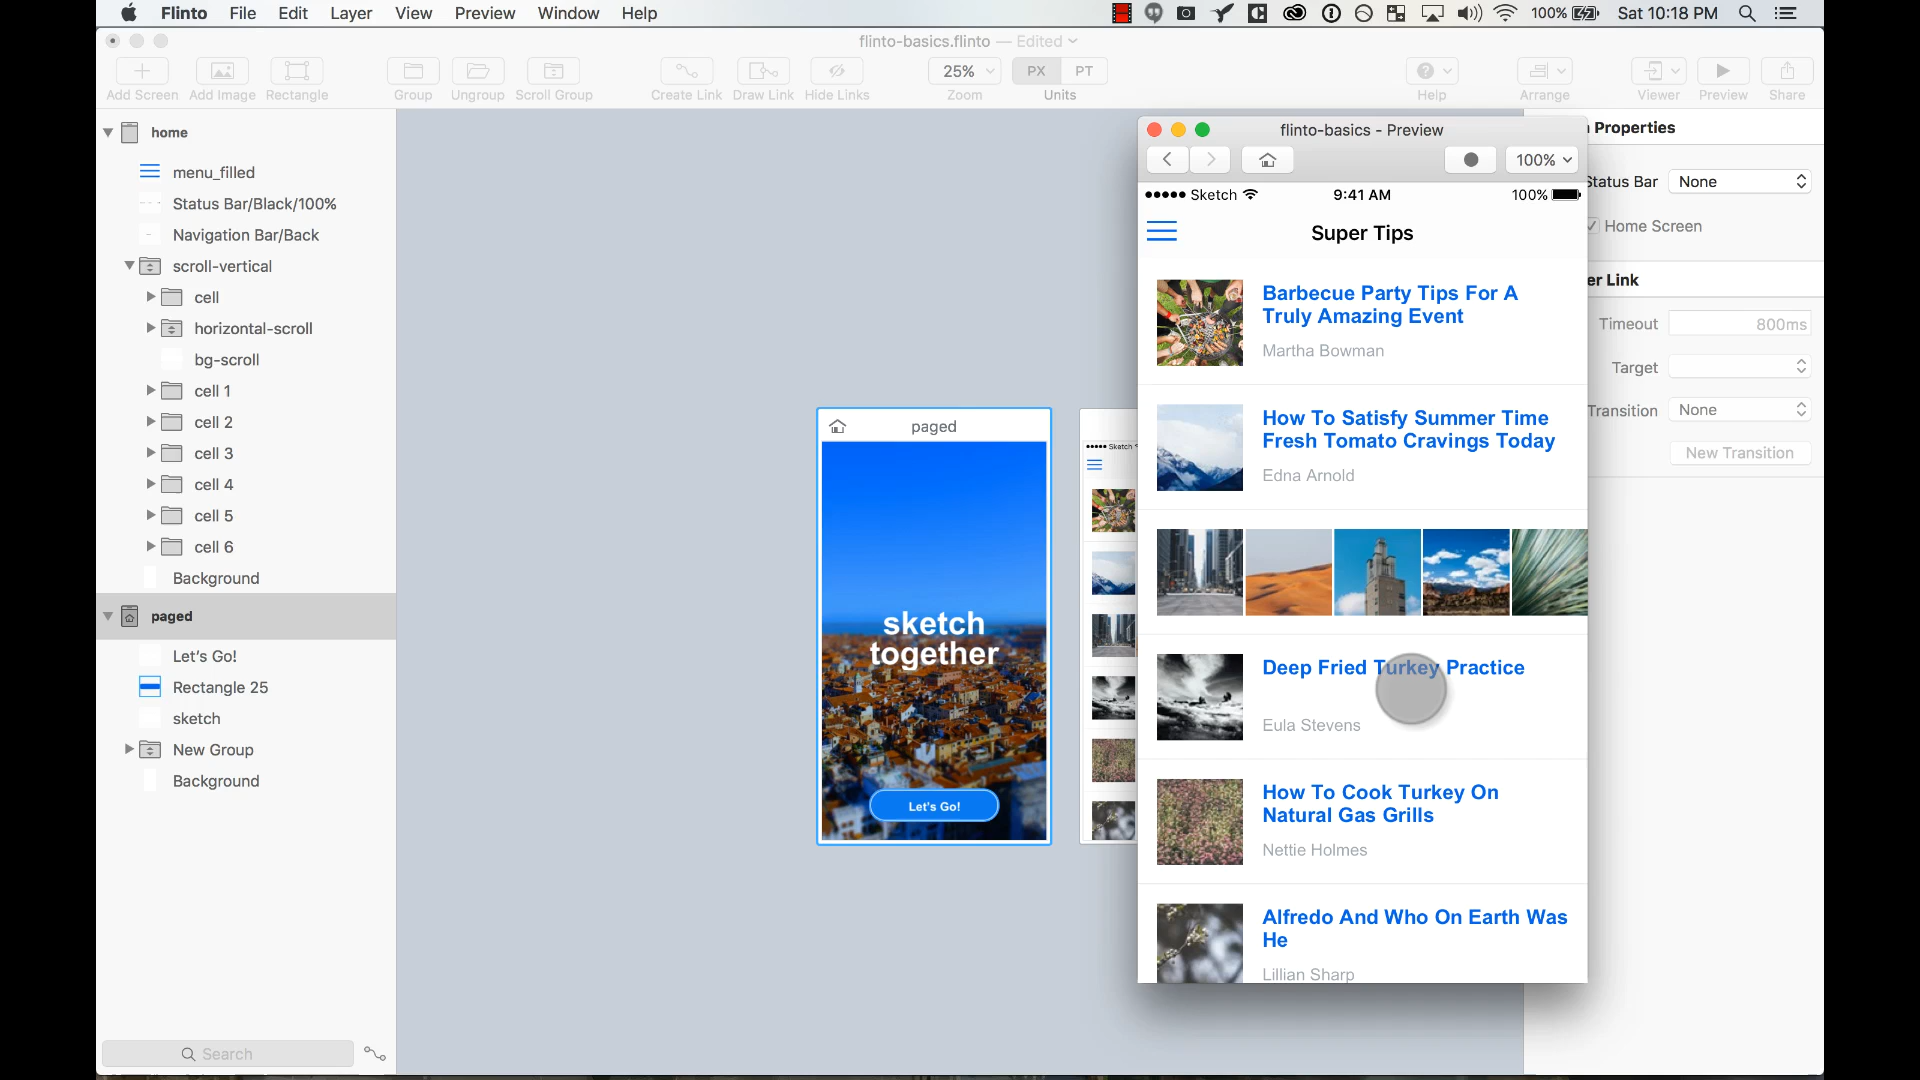 Flinto File Edit Layer View Preview Window Help
100% Sat 10:18 PM
flinto-basics.flinto — Edited
25% PX PT
Add Screen Add Image Rectangle Group Ungroup Scroll Group Create Link Draw Link Hide Links Zoom Units Help Arrange Viewer Preview Share
home
menu_filled
Status Bar/Black/100%
Navigation Bar/Back
scroll-vertical
cell
horizontal-scroll
bg-scroll
cell 1
cell 2
cell 3
cell 4
cell 5
cell 6
Background
paged
Let's Go!
Rectangle 25
sketch
New Group
Background
Search
paged
sketch
together
Let's Go!
Sketch
flinto-basics - Preview
100%
Sketch 9:41 AM 100%
Super Tips
Barbecue Party Tips For A
Truly Amazing Event
Martha Bowman
How To Satisfy Summer Time
Fresh Tomato Cravings Today
Edna Arnold
Deep Fried Turkey Practice
Eula Stevens
How To Cook Turkey On
Natural Gas Grills
Nettie Holmes
Alfredo And Who On Earth Was
He
Lillian Sharp
Properties
Status Bar None
Home Screen
er Link
Timeout 800ms
Target
Transition None
New Transition